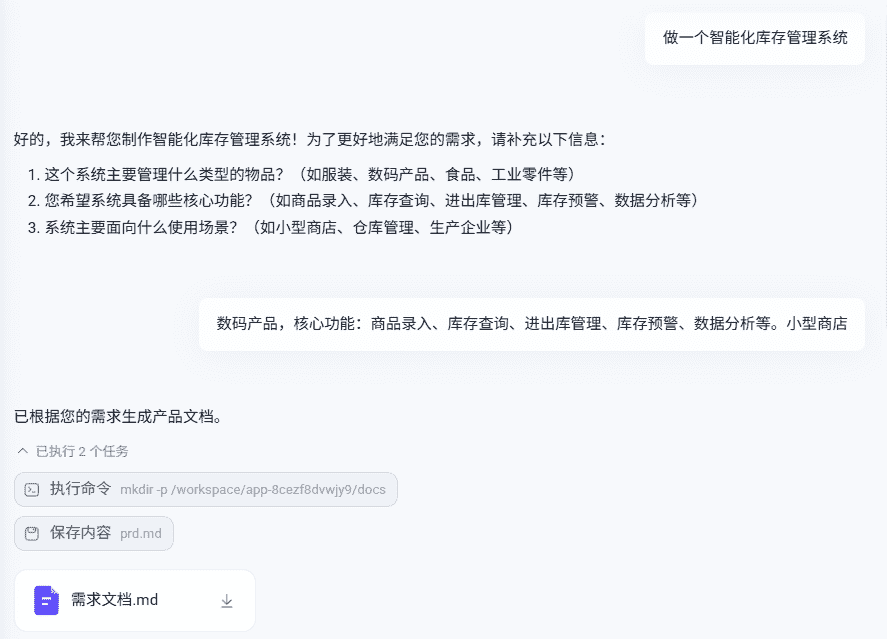 做一个智能化库存管理系统
好的，我来帮您制作智能化库存管理系统！为了更好地满足您的需求，请补充以下信息：
1. 这个系统主要管理什么类型的物品？（如服装、数码产品、食品、工业零件等）
2. 您希望系统具备哪些核心功能？（如商品录入、库存查询、进出库管理、库存预警、数据分析等）
3. 系统主要面向什么使用场景？（如小型商店、仓库管理、生产企业等）
数码产品，核心功能：商品录入、库存查询、进出库管理、库存预警、数据分析等。小型商店
已根据您的需求生成产品文档。
已执行 2 个任务
执行命令 mkdir -p /workspace/app-8cezf8dvwjy9/docs
保存内容 prd.md
需求文档.md